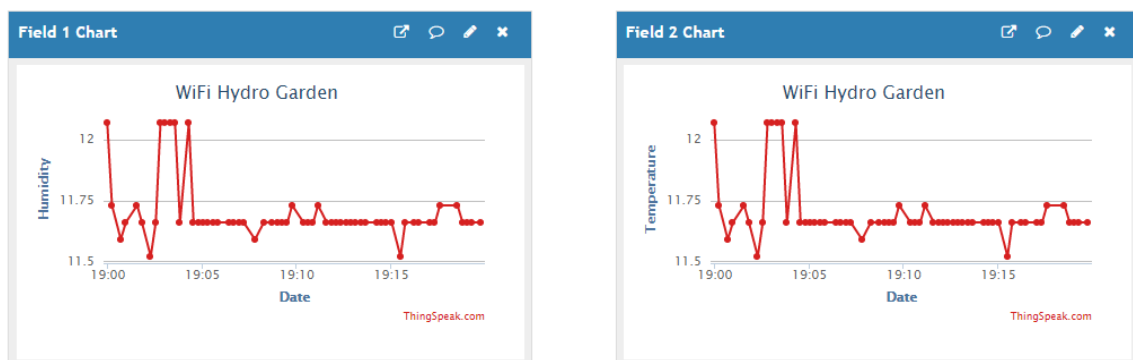 Field 1 Chart
WiFi Hydro Garden
Humidity
12
11.75
11.5
19:00 19:05 19:10 19:15
Date
ThingSpeak.com
Field 2 Chart
WiFi Hydro Garden
Temperature
12
11.75
11.5
19:00 19:05 19:10 19:15
Date
ThingSpeak.com